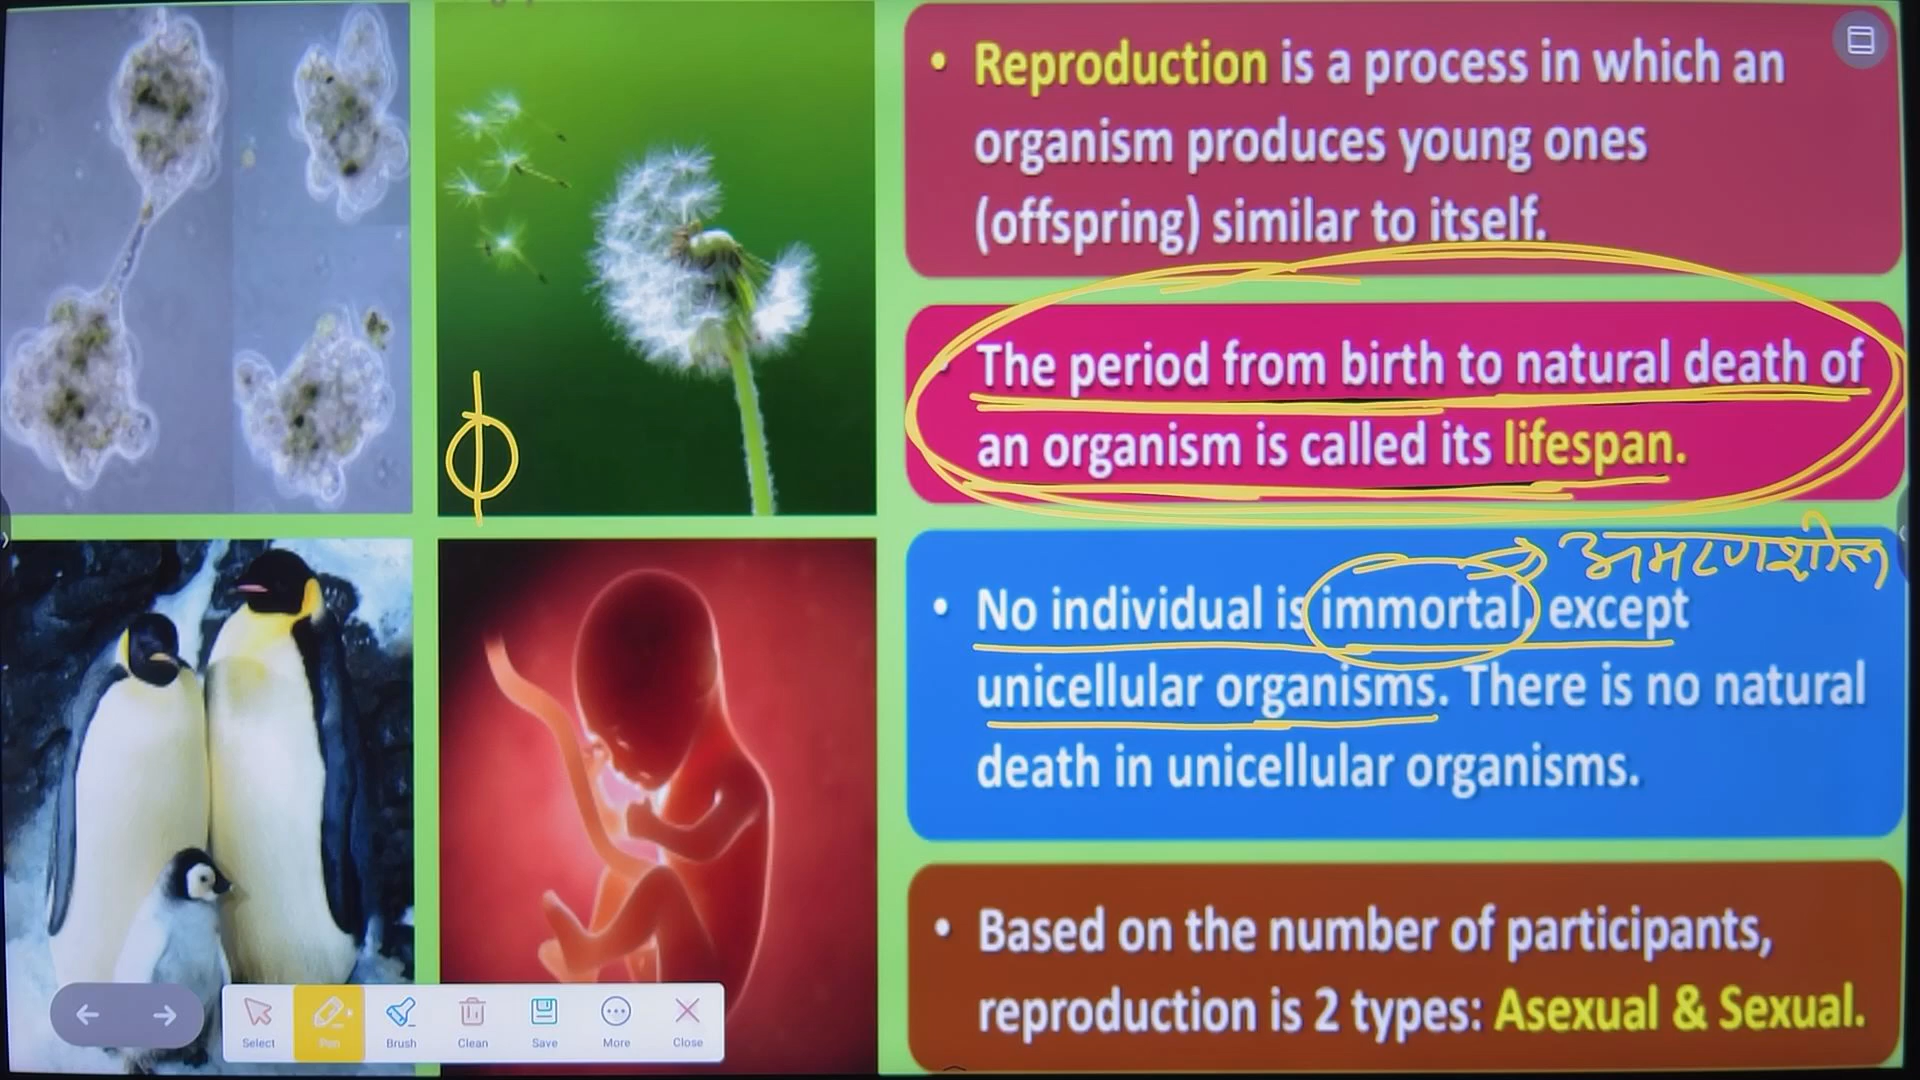 • Reproduction is a process in which an
organism produces young ones
(offspring) similar to itself.
• The period from birth to natural death of
an organism is called its lifespan.
अमरणशील
• No individual is immortal, except
unicellular organisms. There is no natural
death in unicellular organisms.
• Based on the number of participants,
reproduction is 2 types: Asexual & Sexual.
Select
Pen
Brush
Clean
Save
More
Close